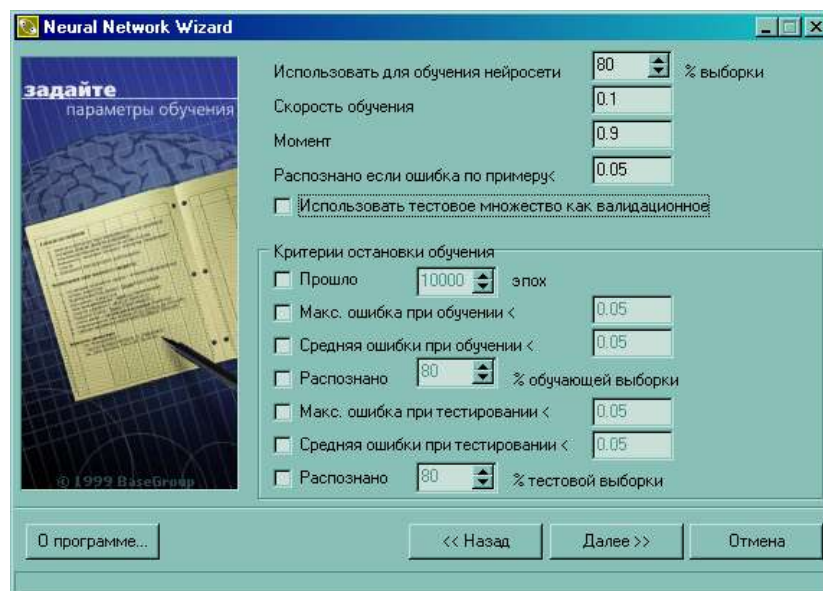 Neural Network Wizard
задайте
параметры обучения
Использовать для обучения нейросети 80 % выборки
Скорость обучения 0.1
Момент 0.9
Распознано если ошибка по примеру< 0.05
Использовать тестовое множество как валидационное
Критерии остановки обучения
Прошло 10000 эпох
Макс. ошибка при обучении < 0.05
Средняя ошибки при обучении < 0.05
Распознано 80 % обучающей выборки
Макс. ошибка при тестировании < 0.05
Средняя ошибки при тестировании < 0.05
Распознано 80 % тестовой выборки
© 1999 BaseGroup
О программе... << Назад Далее >> Отмена